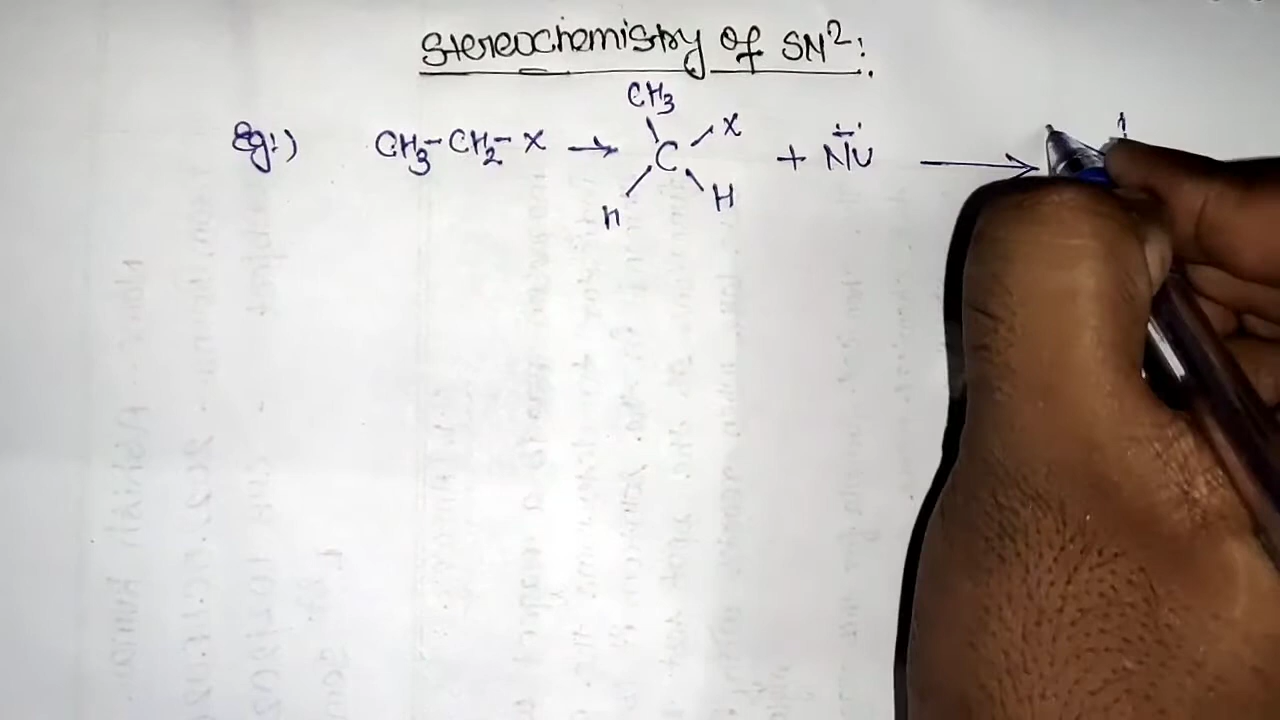 Stereochemistry of SN²:
CH₃
Eg:) CH₃-CH₂-X → C X + N̈u →
H H